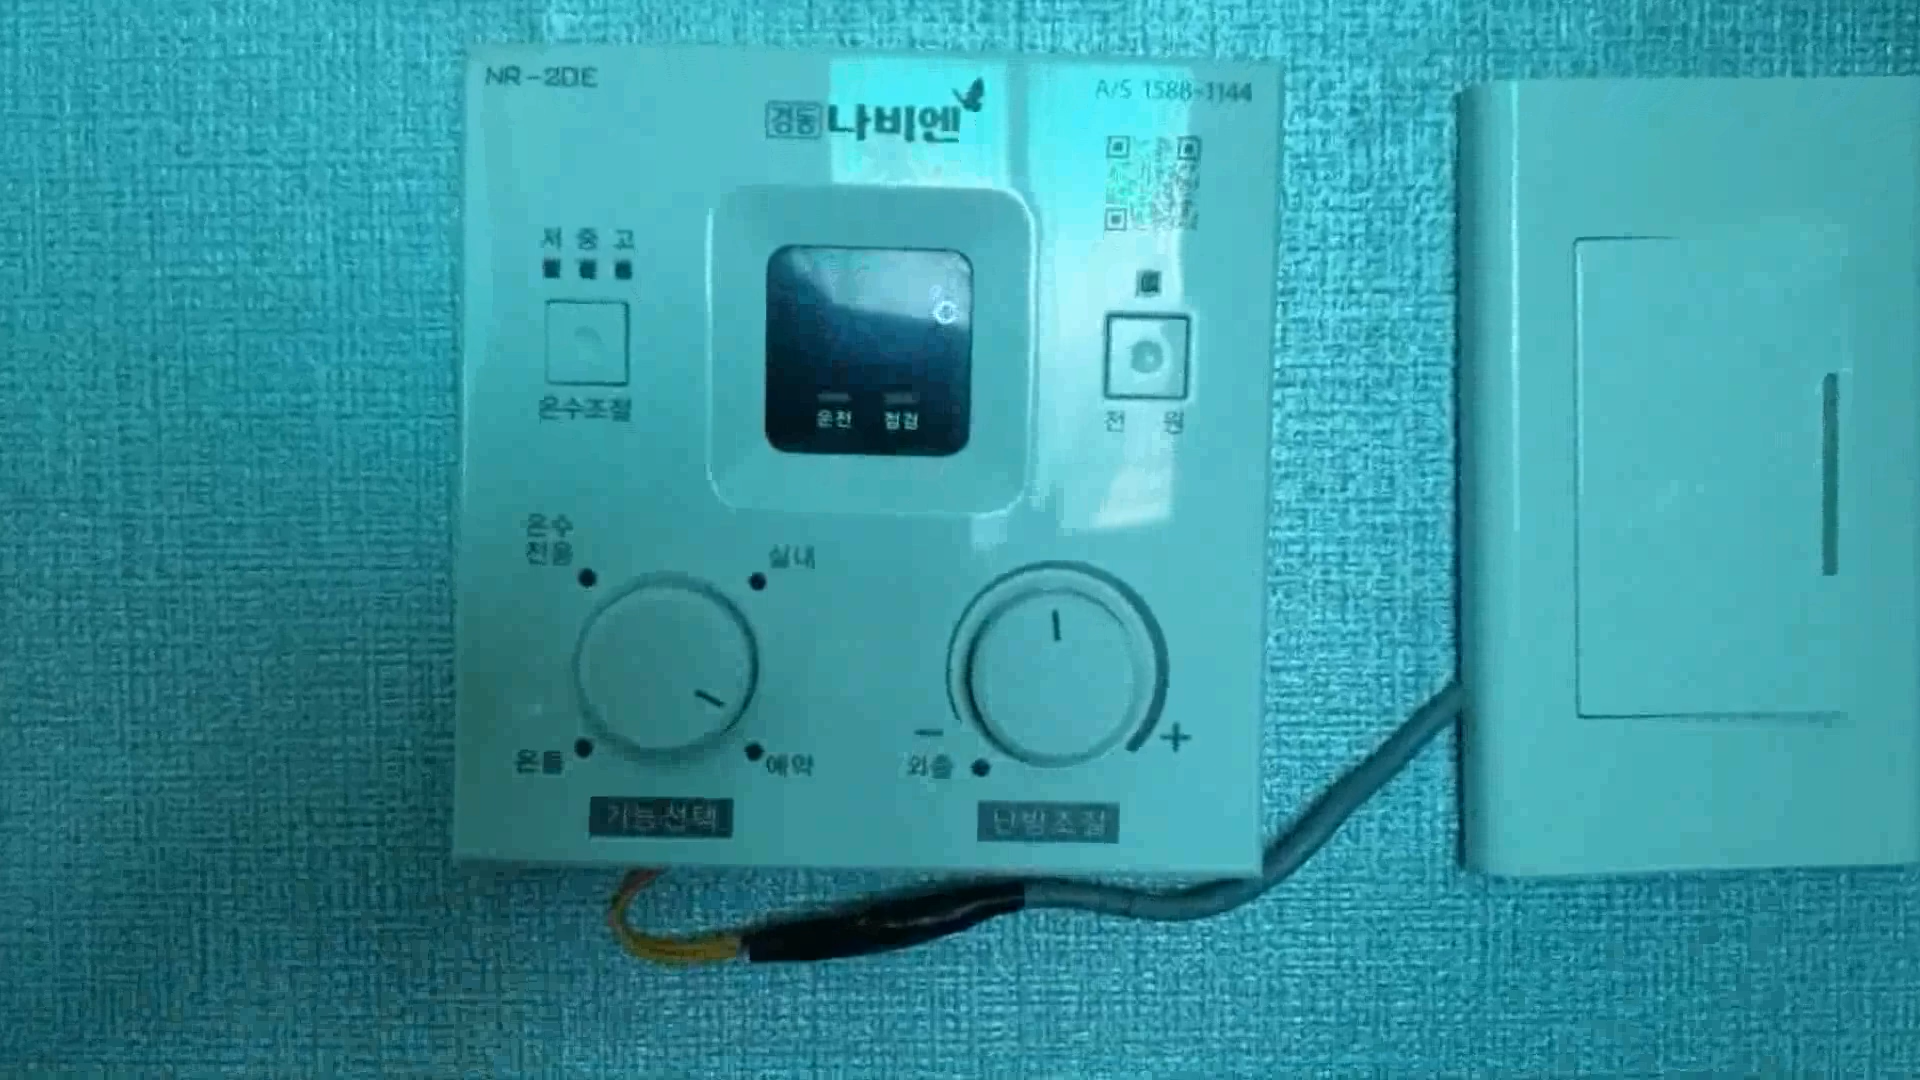 NR-20E
경동 나비엔
A/S 1588-1144
저 중 고
온수조절
운전 점검
전 원
온수
전용
실내
온돌
예약
기능선택
－
외출
＋
난방조절